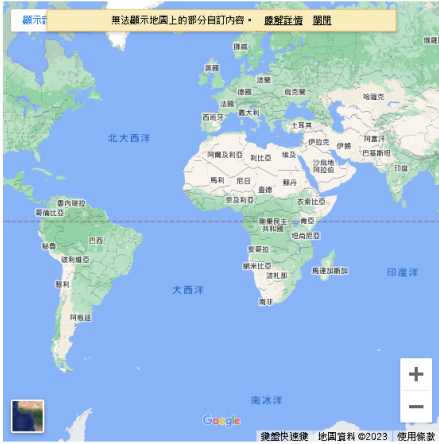 顯示
無法顯示地圖上的部分自訂內容。 瞭解詳情 關閉
挪威
俄羅
英國
波蘭
德國
烏克蘭
哈薩克
法國
義大利
西班牙
土耳其
北大西洋
伊拉克
伊朗
阿富汗
巴基斯坦
阿爾及利亞
利比亞
埃及
沙烏地
阿拉伯
印度
馬利
尼日
查德
蘇丹
委內瑞拉
奈及利亞
衣索比亞
哥倫比亞
剛果民主
共和國
肯亞
坦尚尼亞
秘魯
巴西
安哥拉
玻利維亞
納米比亞
波札那
馬達加斯加
印度洋
智利
大西洋
南非
阿根廷
南冰洋
Google
鍵盤快速鍵 地圖資料 ©2023 使用條款